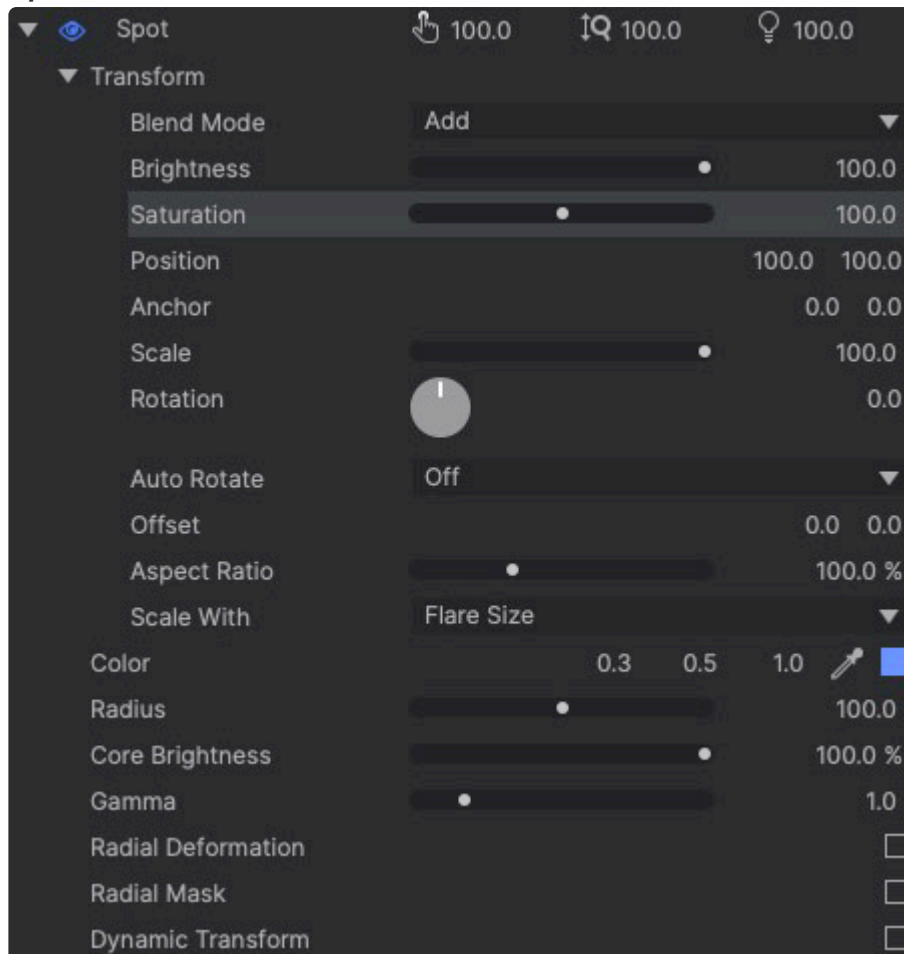 Spot 100.0 100.0 100.0
Transform
Blend Mode Add
Brightness 100.0
Saturation 100.0
Position 100.0 100.0
Anchor 0.0 0.0
Scale 100.0
Rotation 0.0
Auto Rotate Off
Offset 0.0 0.0
Aspect Ratio 100.0 %
Scale With Flare Size
Color 0.3 0.5 1.0
Radius 100.0
Core Brightness 100.0 %
Gamma 1.0
Radial Deformation
Radial Mask
Dynamic Transform